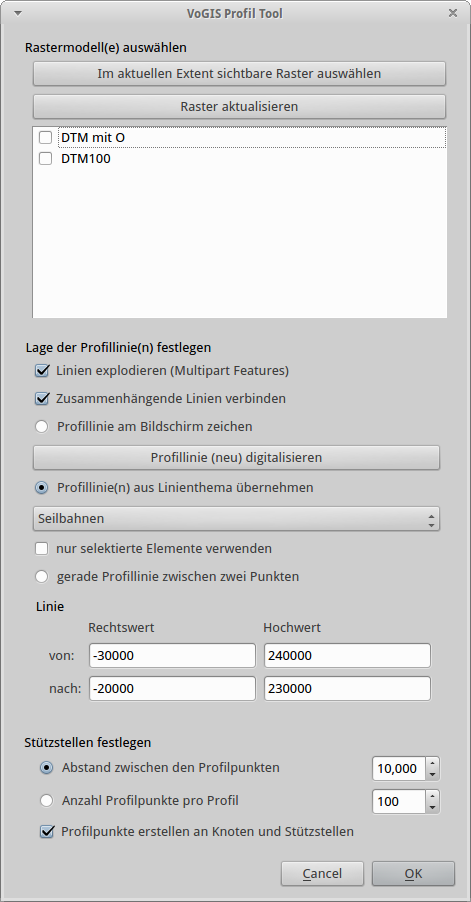 VoGIS Profil Tool
Rastermodell(e) auswählen
Im aktuellen Extent sichtbare Raster auswählen
Raster aktualisieren
DTM mit O
DTM100
Lage der Profillinie(n) festlegen
Linien explodieren (Multipart Features)
Zusammenhängende Linien verbinden
Profillinie am Bildschirm zeichen
Profillinie (neu) digitalisieren
Profillinie(n) aus Linienthema übernehmen
Seilbahnen
nur selektierte Elemente verwenden
gerade Profillinie zwischen zwei Punkten
Linie
Rechtswert Hochwert
von: -30000 240000
nach: -20000 230000
Stützstellen festlegen
Abstand zwischen den Profilpunkten 10,000
Anzahl Profilpunkte pro Profil 100
Profilpunkte erstellen an Knoten und Stützstellen
Cancel OK